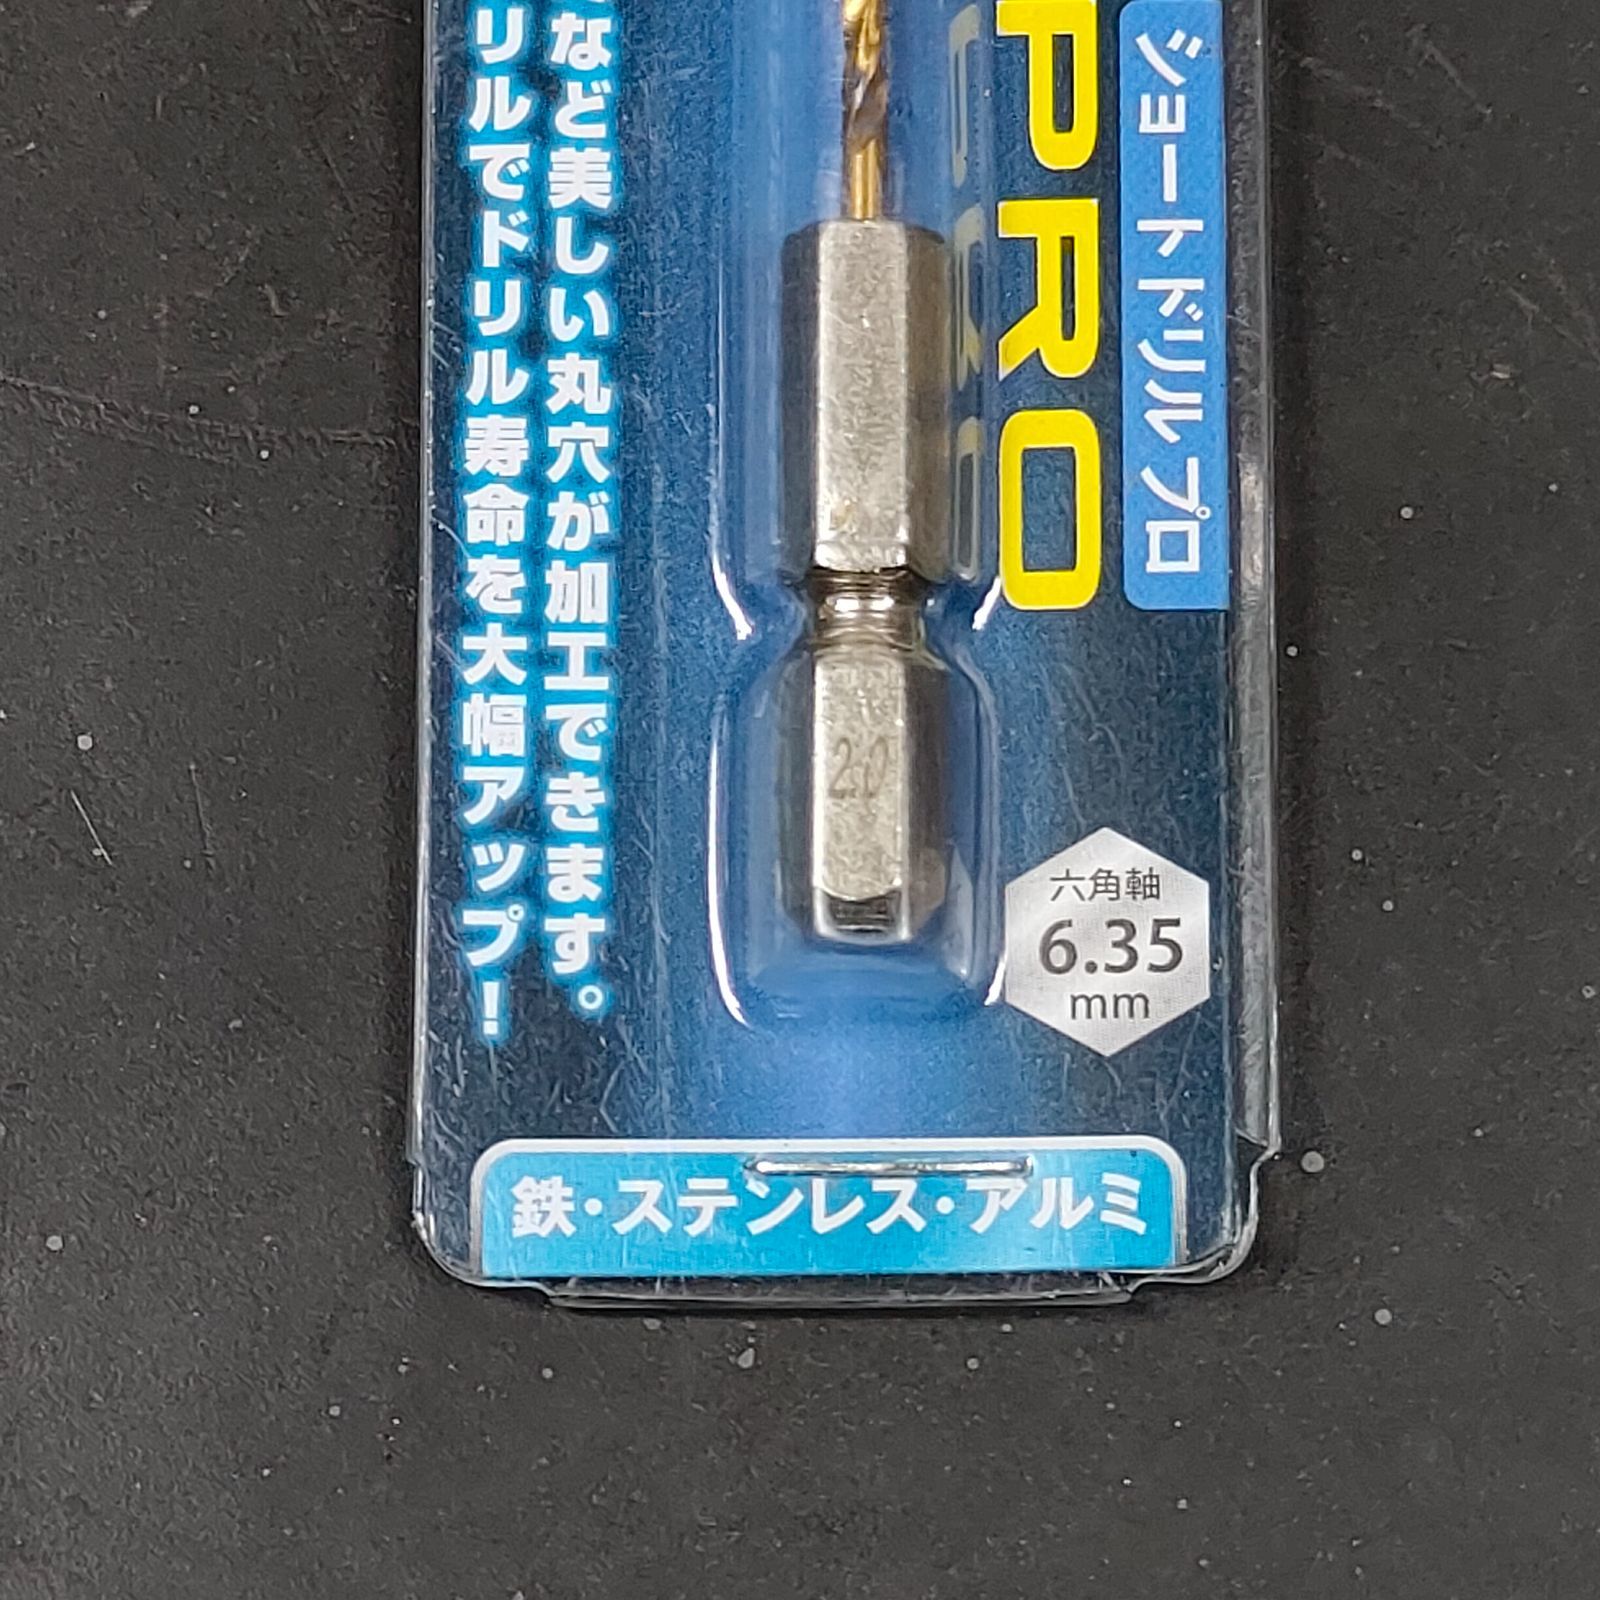 ショートドリルプロ
PRO
など美しい丸穴が加工できます。
リルでドリル寿命を大幅アップ!
2.0
六角軸
6.35
mm
鉄・ステンレス・アルミ